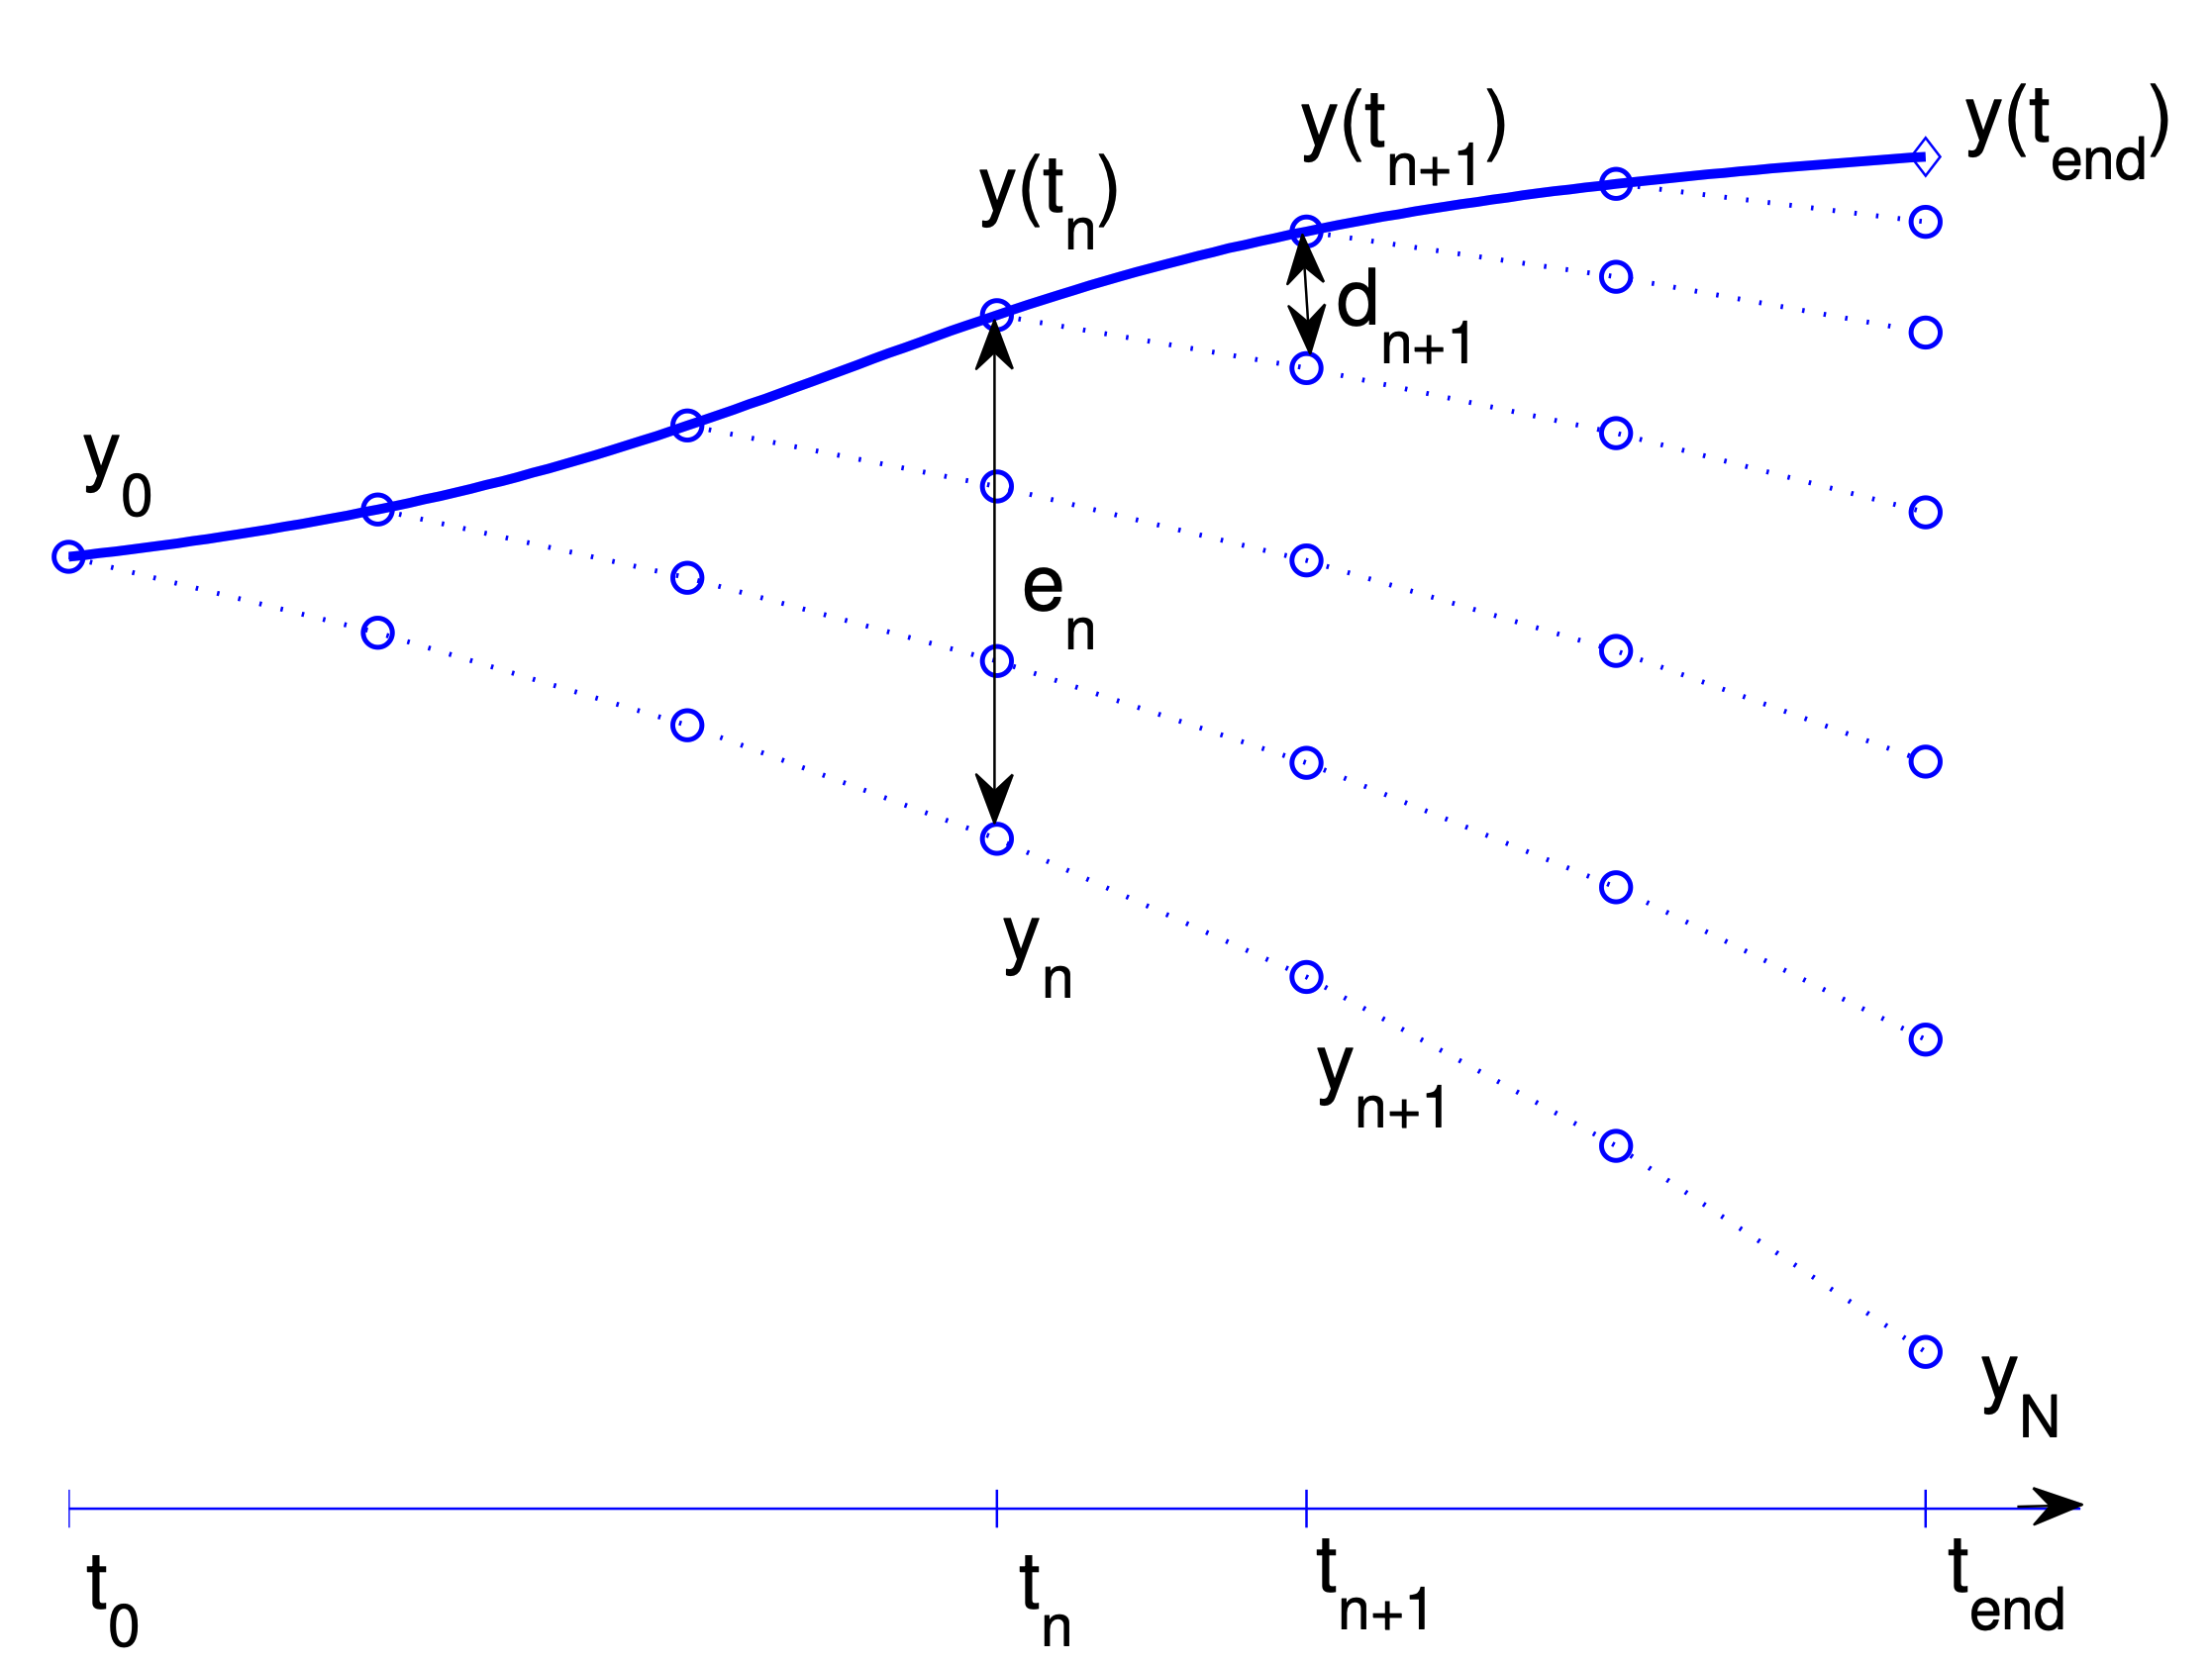 y(t_end)
y(t_n+1)
y(t_n)
d_n+1
y_0
e_n
y_n
y_n+1
y_N
t_0
t_n
t_n+1
t_end